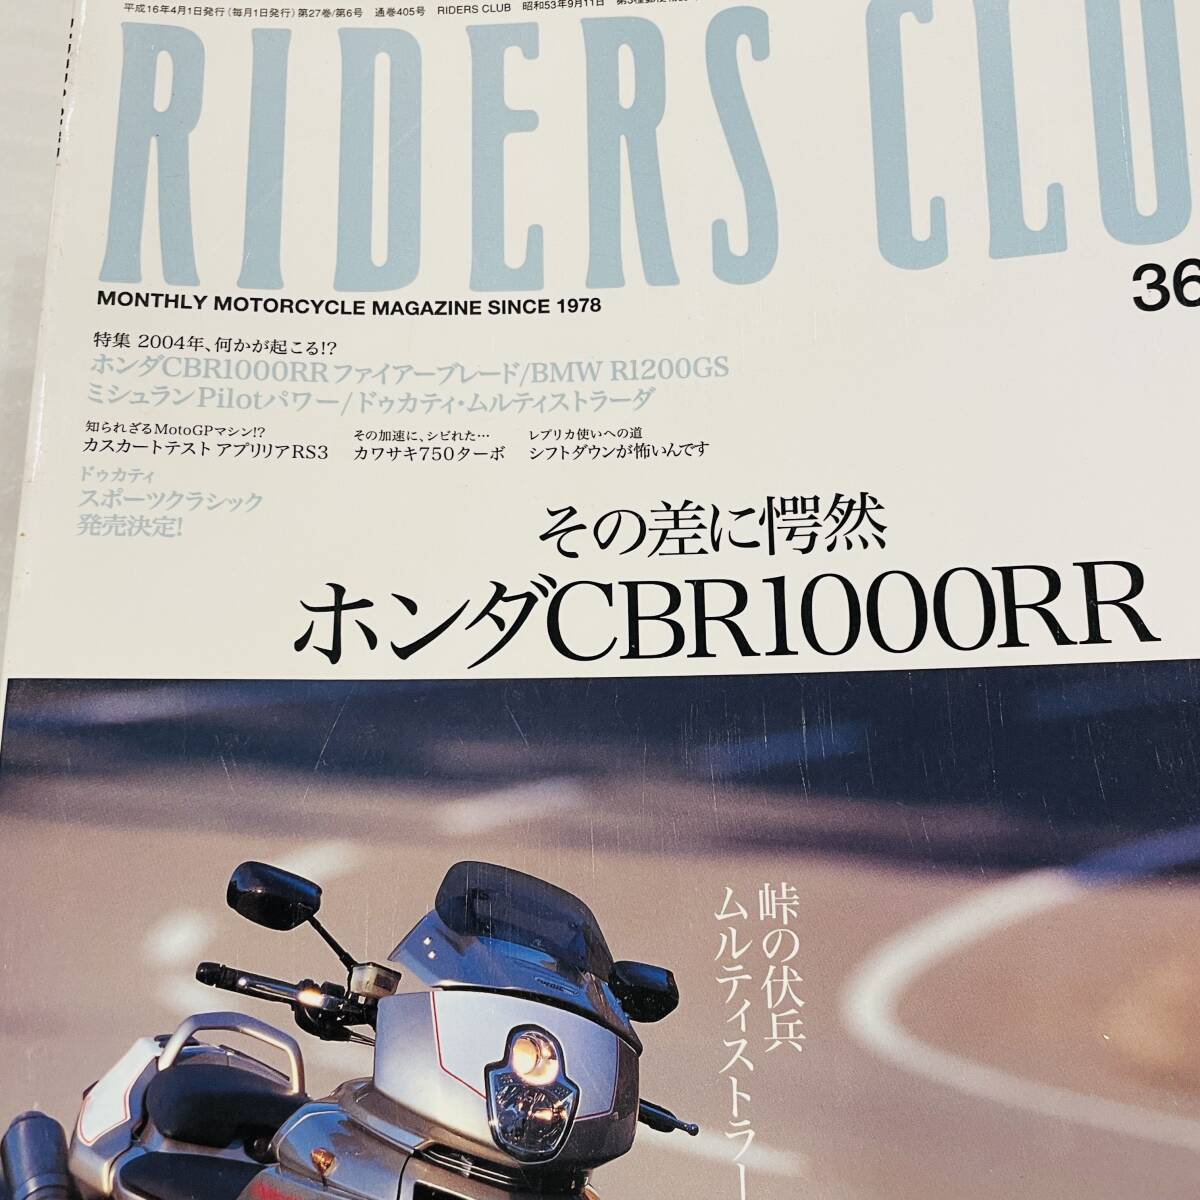 平成16年4月1日発行（毎月1日発行）第27巻/第6号　通巻405号　RIDERS CLUB　昭和53年9月11日
RIDERS CLU
MONTHLY MOTORCYCLE MAGAZINE SINCE 1978
36
特集 2004年、何かが起こる!?
ホンダCBR1000RRファイアーブレード/BMW R1200GS
ミシュランPilotパワー/ドゥカティ・ムルティストラーダ
知られざるMotoGPマシン!?
カスカートテスト アプリリアRS3
その加速に、シビれた…
カワサキ750ターボ
レプリカ使いへの道
シフトダウンが怖いんです
ドゥカティ
スポーツクラシック
発売決定!
その差に愕然
ホンダCBR1000RR
峠の伏兵
ムルティストラー